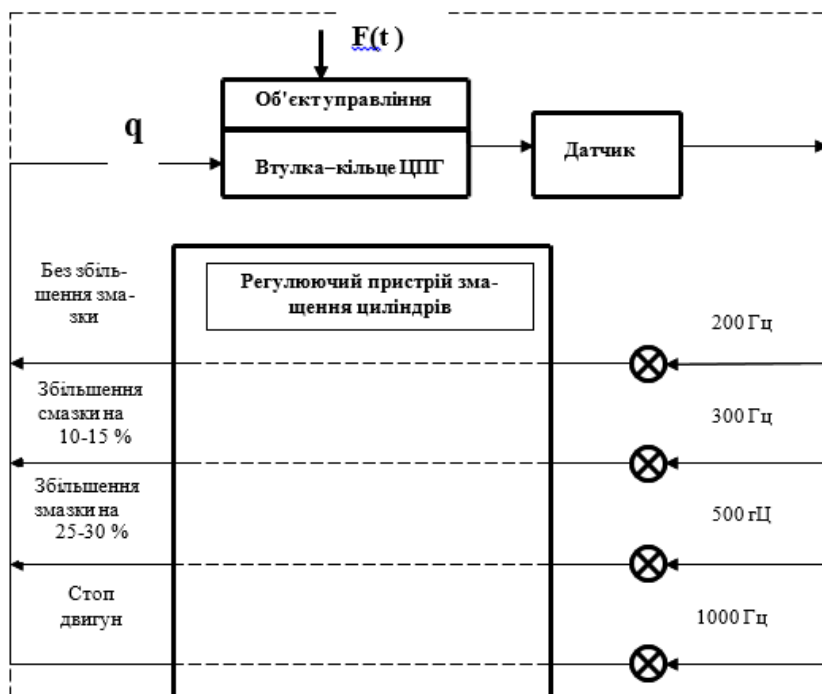 F(t )
Об'єкт управління
q
Втулка–кільце ЦПГ
Датчик
Без збіль-
шення зма-
зки
Регулюючий пристрій зма-
щення циліндрів
200 Гц
Збільшення
смазки на
10-15 %
300 Гц
Збільшення
змазки на
25-30 %
500 гЦ
Стоп
двигун
1000 Гц